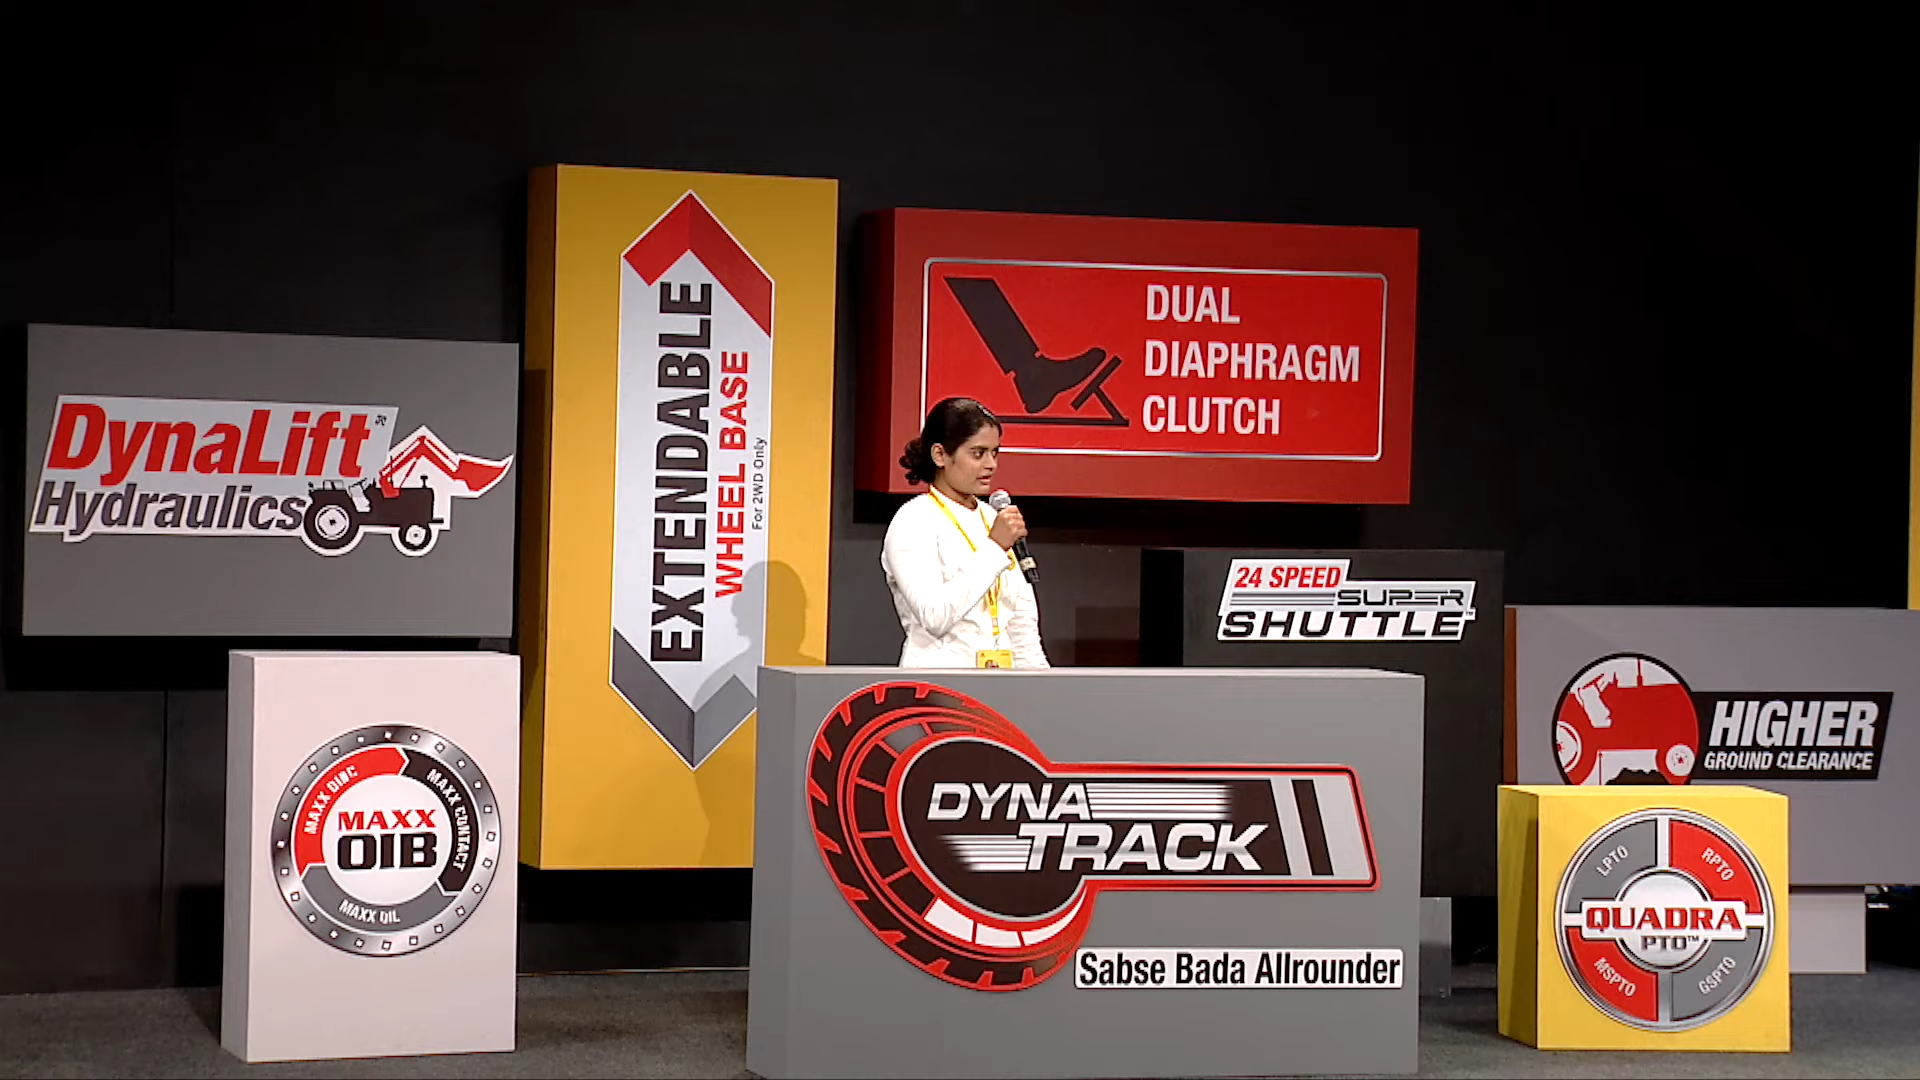 DynaLift
Hydraulics
EXTENDABLE
WHEEL BASE
For 2WD Only
DUAL
DIAPHRAGM
CLUTCH
24 SPEED
SUPER
SHUTTLE
HIGHER
GROUND CLEARANCE
MAXX DISC
MAXX CONTACT
MAXX
OIB
MAXX OIL
DYNA
TRACK
Sabse Bada Allrounder
LPTO
RPTO
QUADRA
PTO™
MSPTO
GSPTO